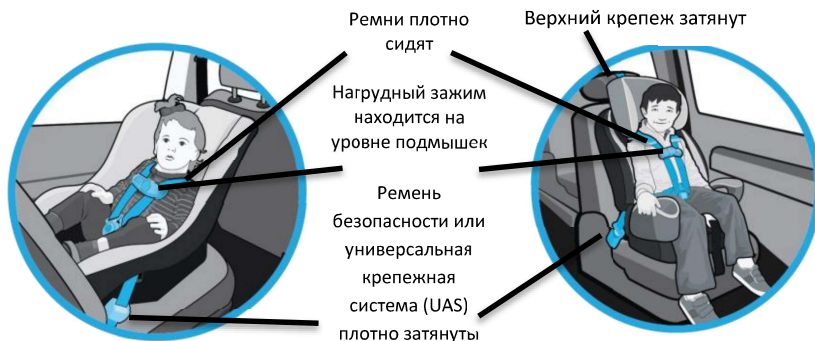 Ремни плотно
сидят
Верхний крепеж затянут
Нагрудный зажим
находится на
уровне подмышек
Ремень
безопасности или
универсальная
крепежная
система (UAS)
плотно затянуты